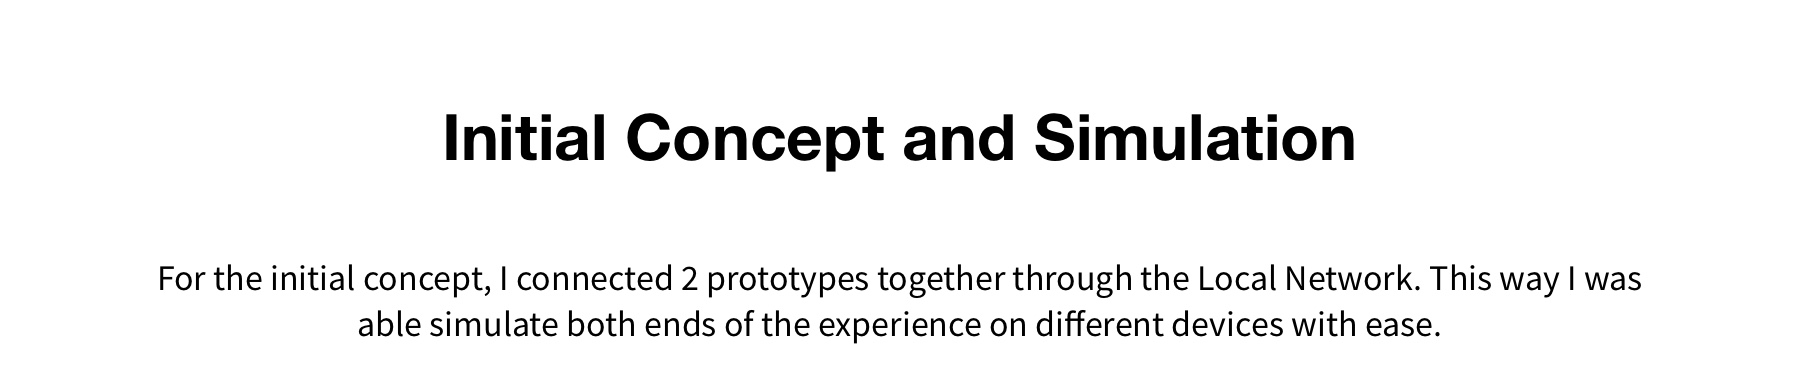 Initial Concept and Simulation
For the initial concept, I connected 2 prototypes together through the Local Network. This way I was
able simulate both ends of the experience on different devices with ease.